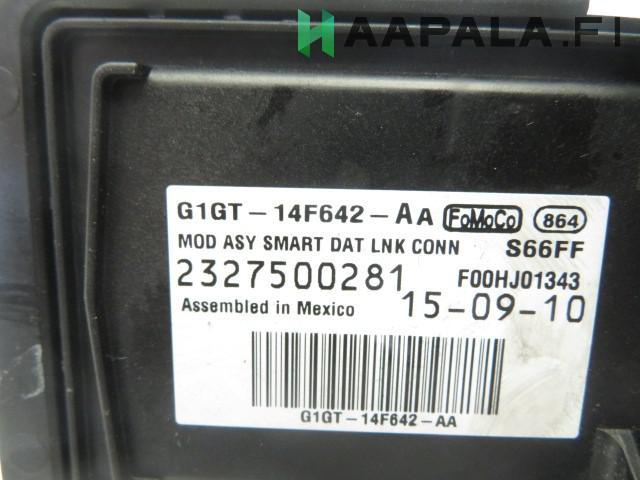 HAAPALA.FI
G1GT-14F642-AA FoMoCo 864
MOD ASY SMART DAT LNK CONN S66FF
2327500281 F00HJ01343
Assembled in Mexico 15-09-10
G1GT-14F642-AA